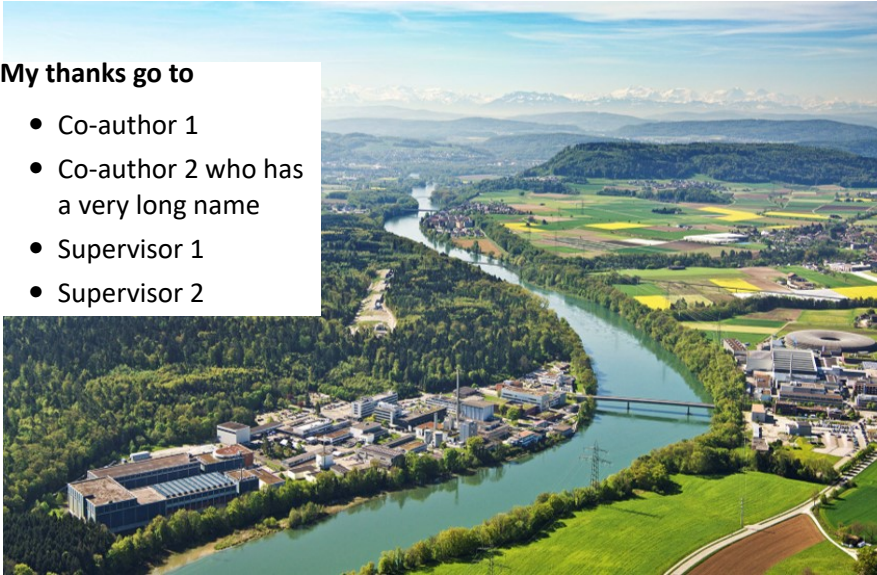 My thanks go to
• Co-author 1
• Co-author 2 who has
a very long name
• Supervisor 1
• Supervisor 2